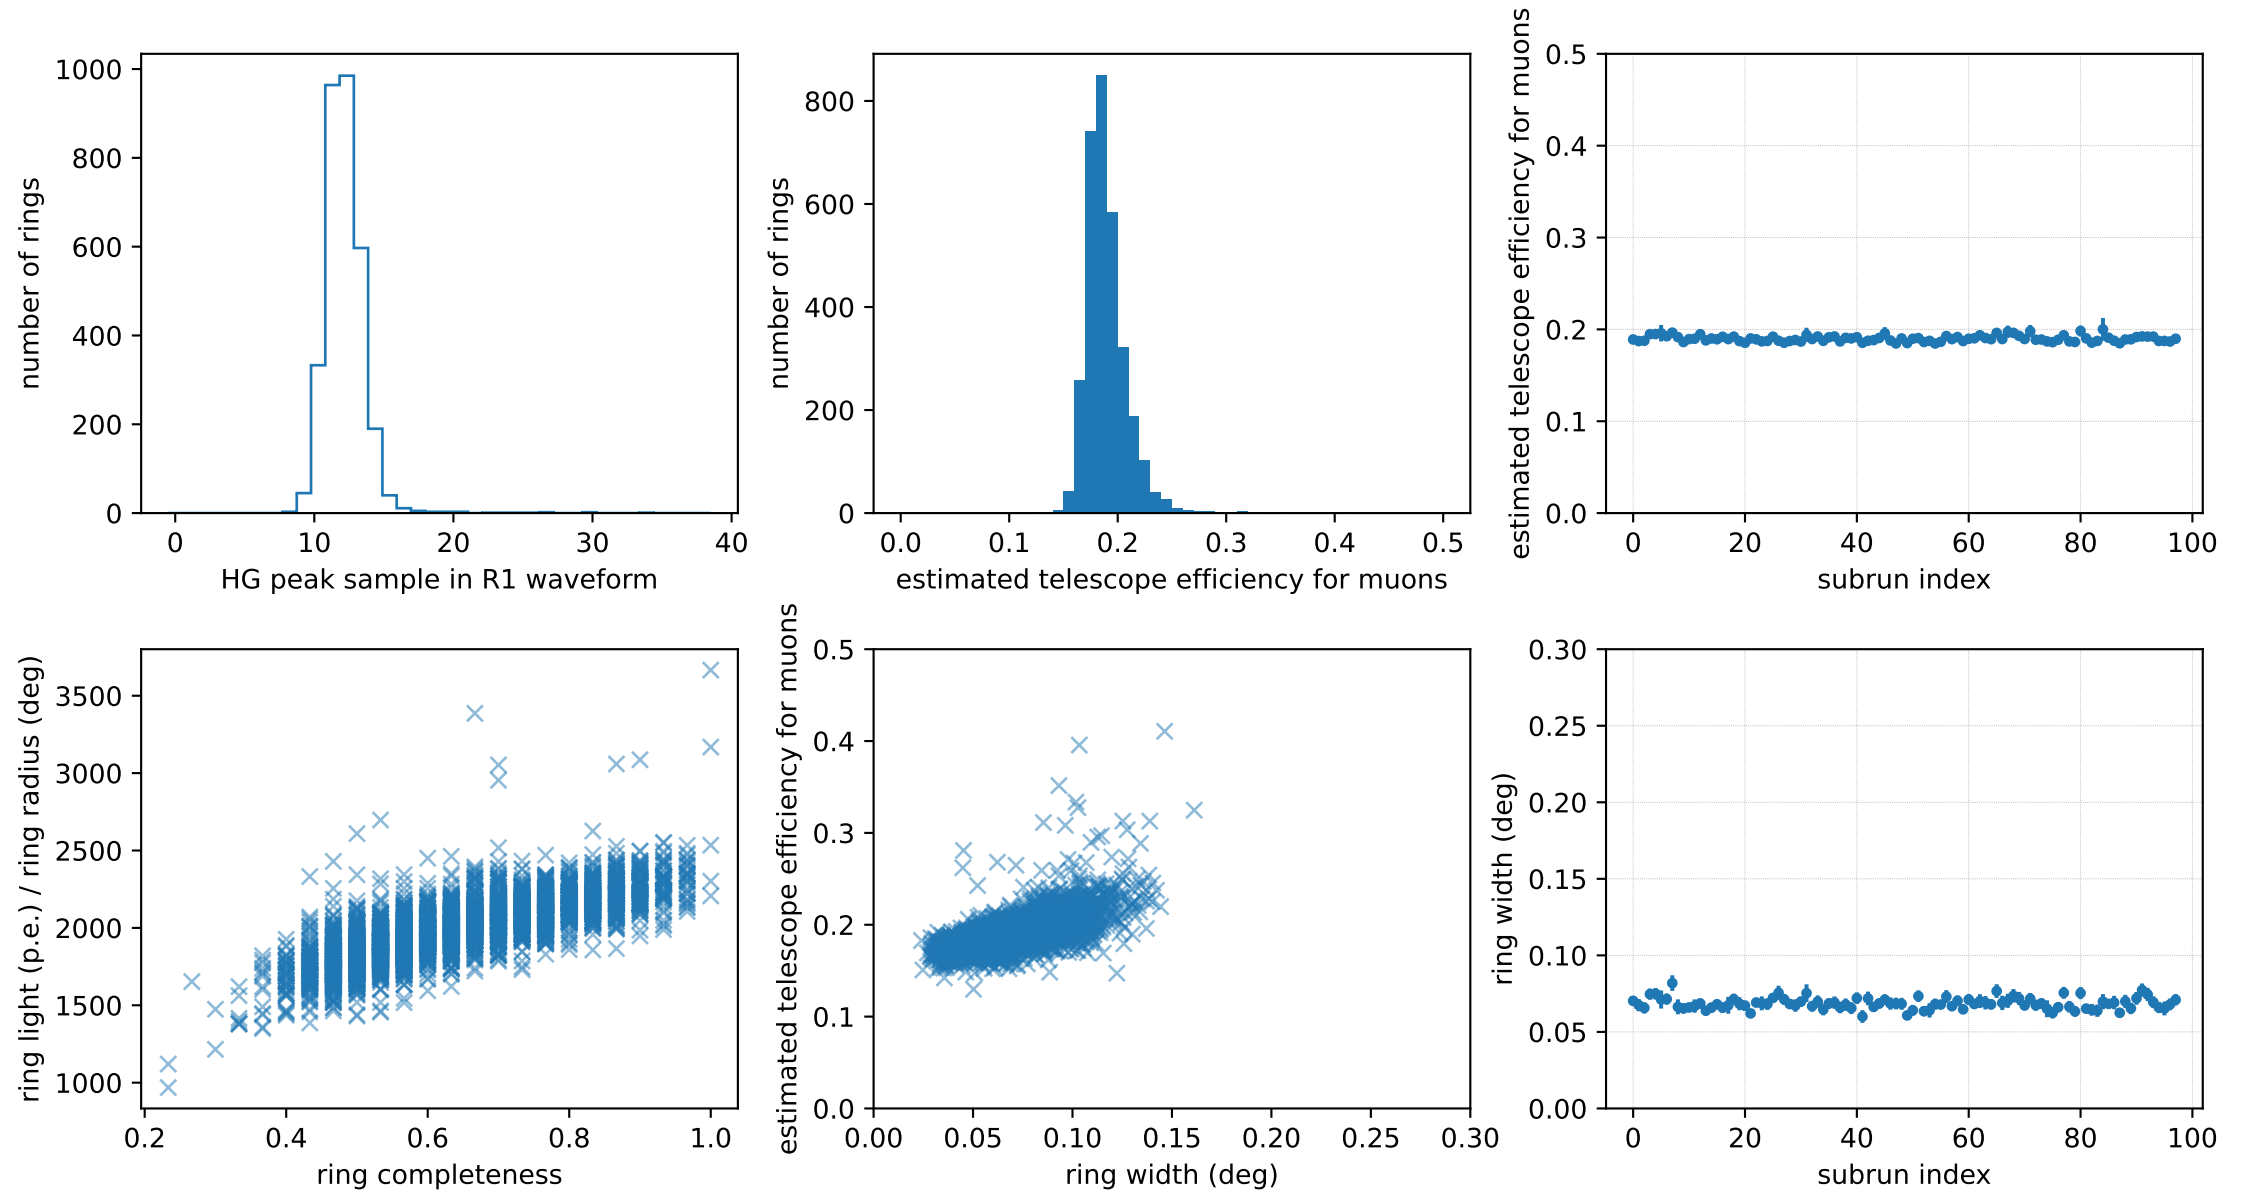 1000
800
600
400
200
0
number of rings
0 10 20 30 40
HG peak sample in R1 waveform
800
600
400
200
0
number of rings
0.0 0.1 0.2 0.3 0.4 0.5
estimated telescope efficiency for muons
0.5
0.4
0.3
0.2
0.1
0.0
estimated telescope efficiency for muons
0 20 40 60 80 100
subrun index
3500
3000
2500
2000
1500
1000
ring light (p.e.) / ring radius (deg)
0.2 0.4 0.6 0.8 1.0
ring completeness
0.5
0.4
0.3
0.2
0.1
0.0
estimated telescope efficiency for muons
0.00 0.05 0.10 0.15 0.20 0.25 0.30
ring width (deg)
0.30
0.25
0.20
0.15
0.10
0.05
0.00
ring width (deg)
0 20 40 60 80 100
subrun index